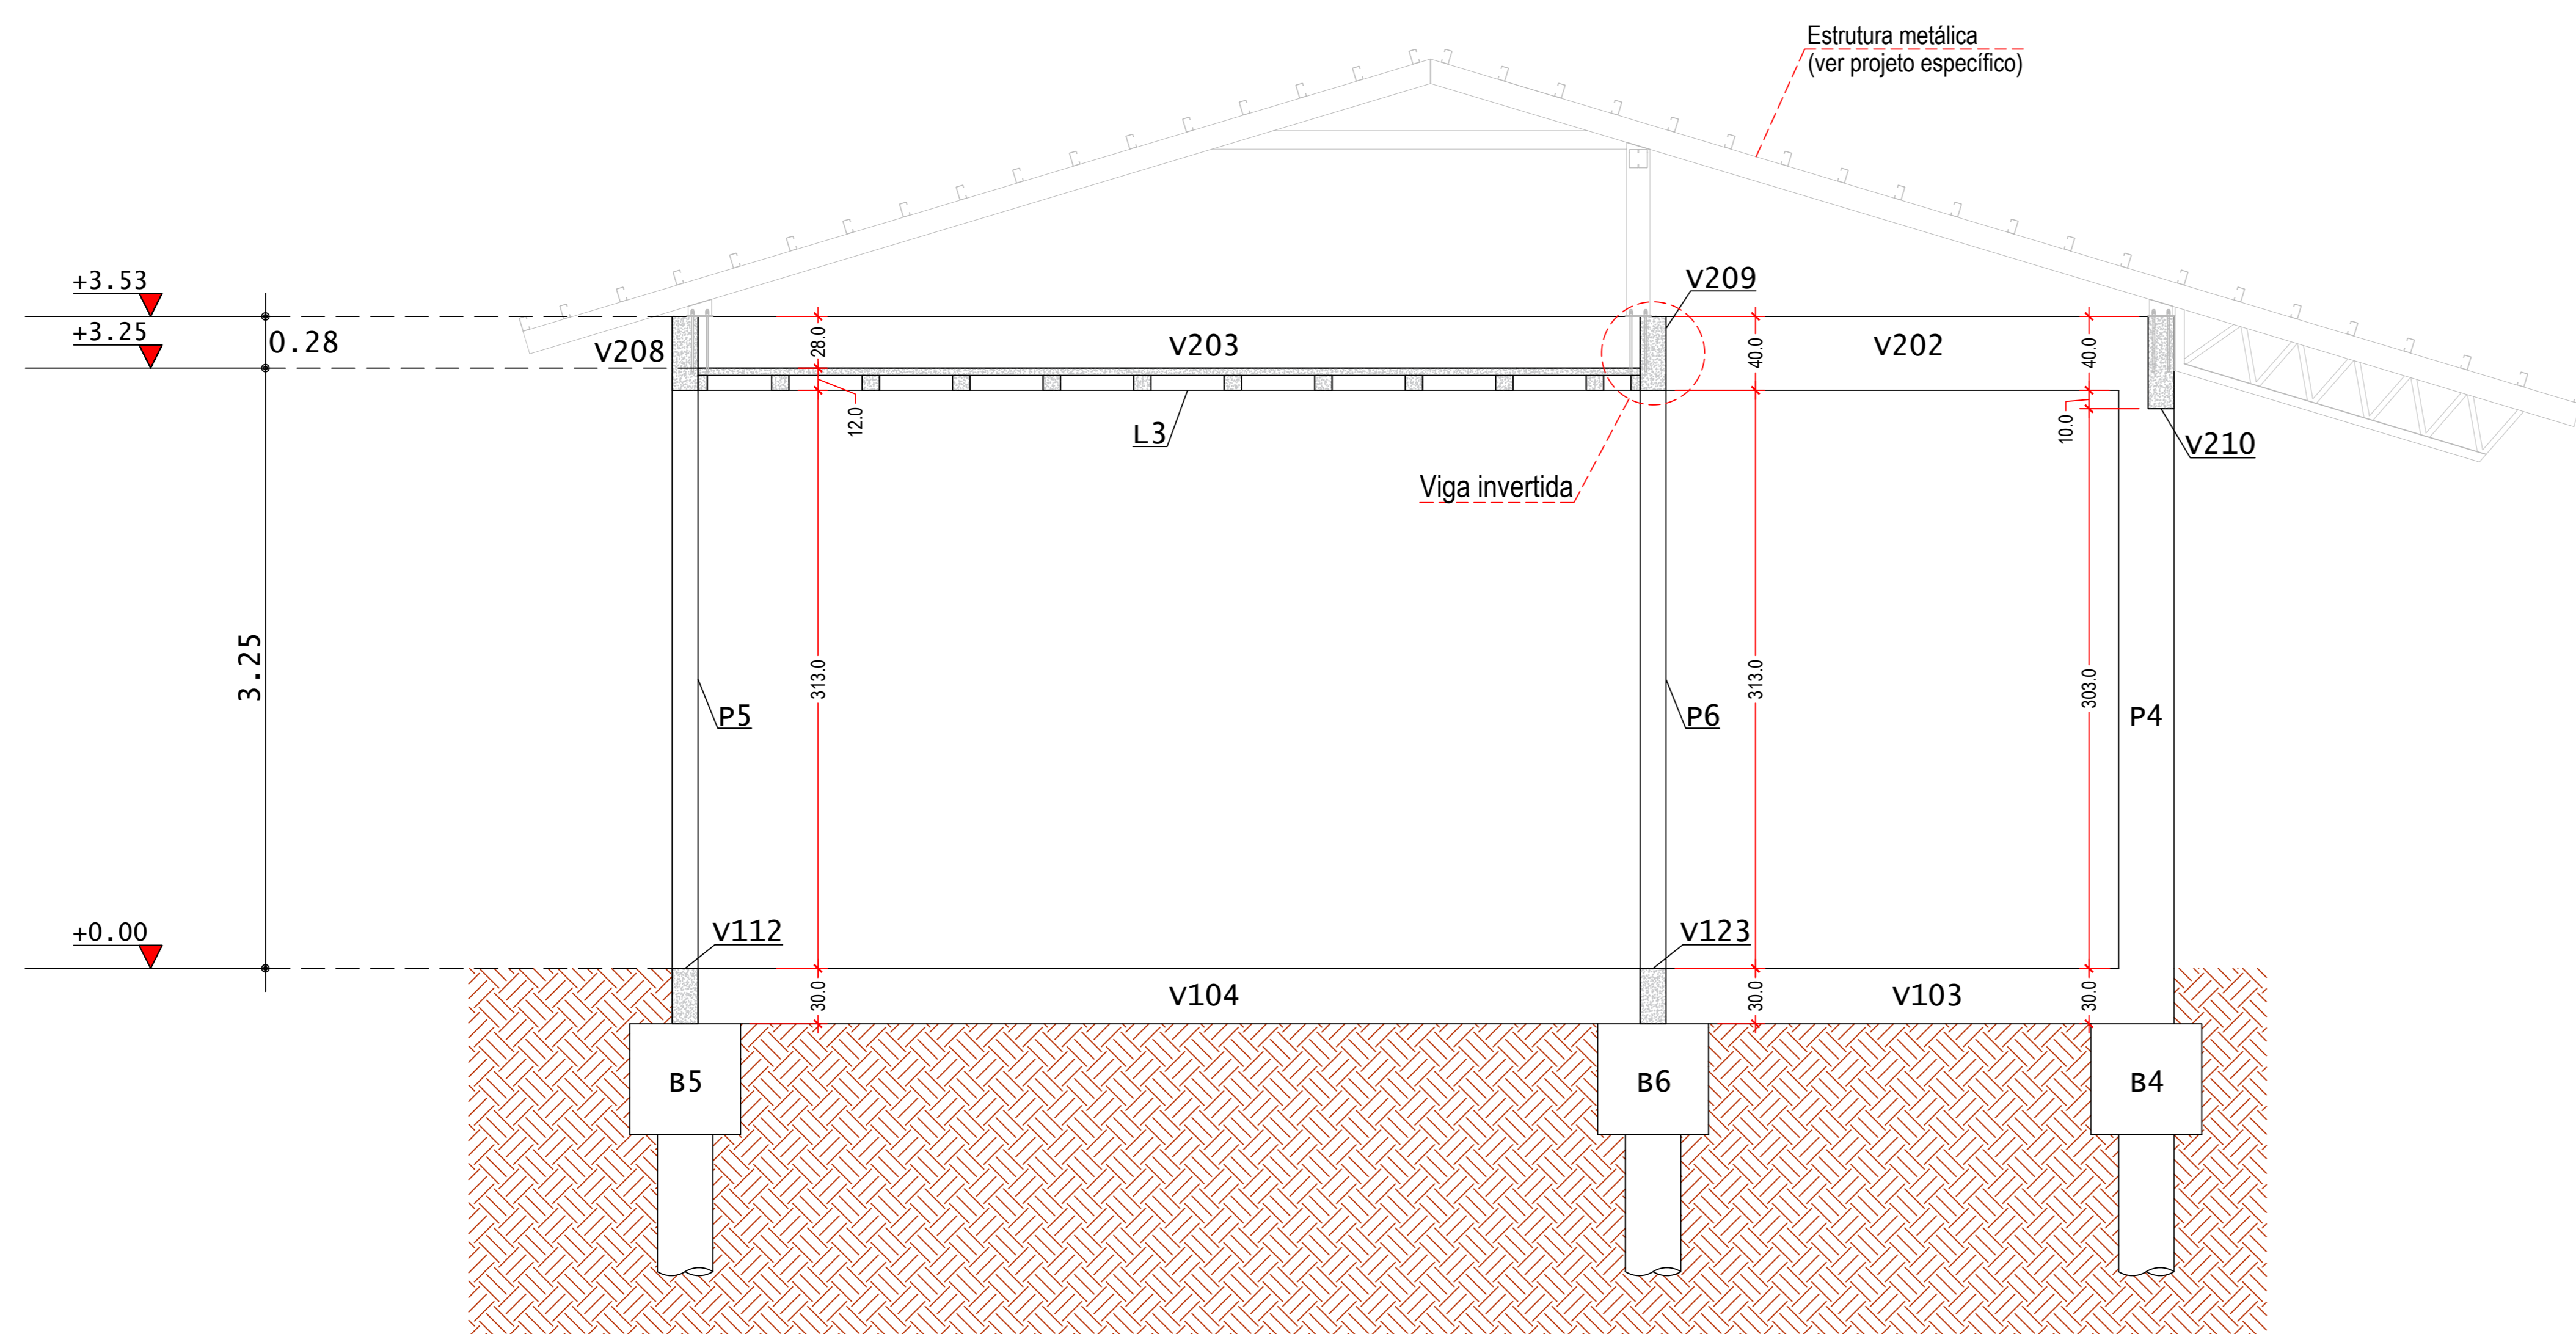 Estrutura metálica
(ver projeto específico)
+3.53
+3.25
0.28
V208
28.0
V203
V209
40.0
V202
40.0
12.0
L3
10.0
V210
Viga invertida
3.25
313.0
P5
313.0
P6
303.0
P4
+0.00
V112
V123
30.0
V104
30.0
V103
30.0
B5
B6
B4